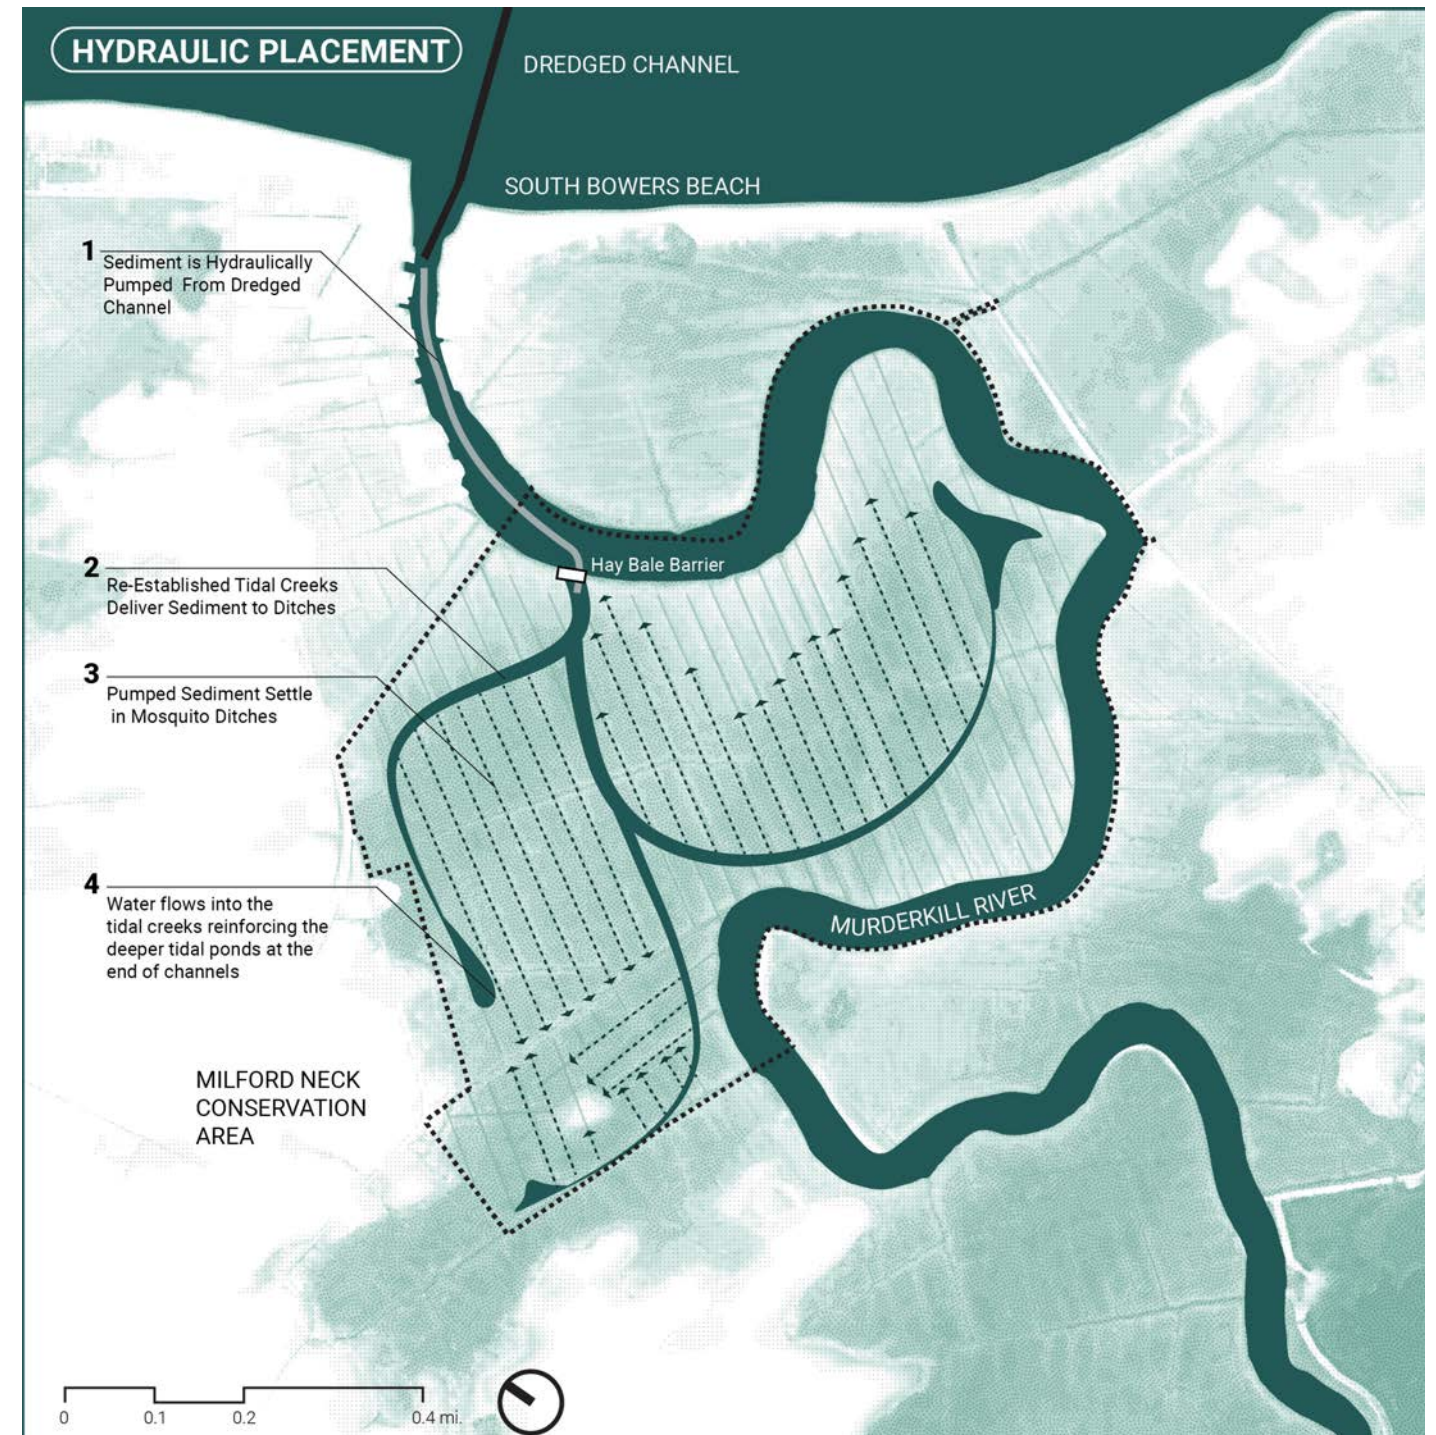 HYDRAULIC PLACEMENT
DREDGED CHANNEL
SOUTH BOWERS BEACH
1
Sediment is Hydraulically
Pumped From Dredged
Channel
Hay Bale Barrier
2
Re-Established Tidal Creeks
Deliver Sediment to Ditches
3
Pumped Sediment Settle
in Mosquito Ditches
4
Water flows into the
tidal creeks reinforcing the
deeper tidal ponds at the
end of channels
MURDERKILL RIVER
MILFORD NECK
CONSERVATION
AREA
0 0.1 0.2 0.4 mi.